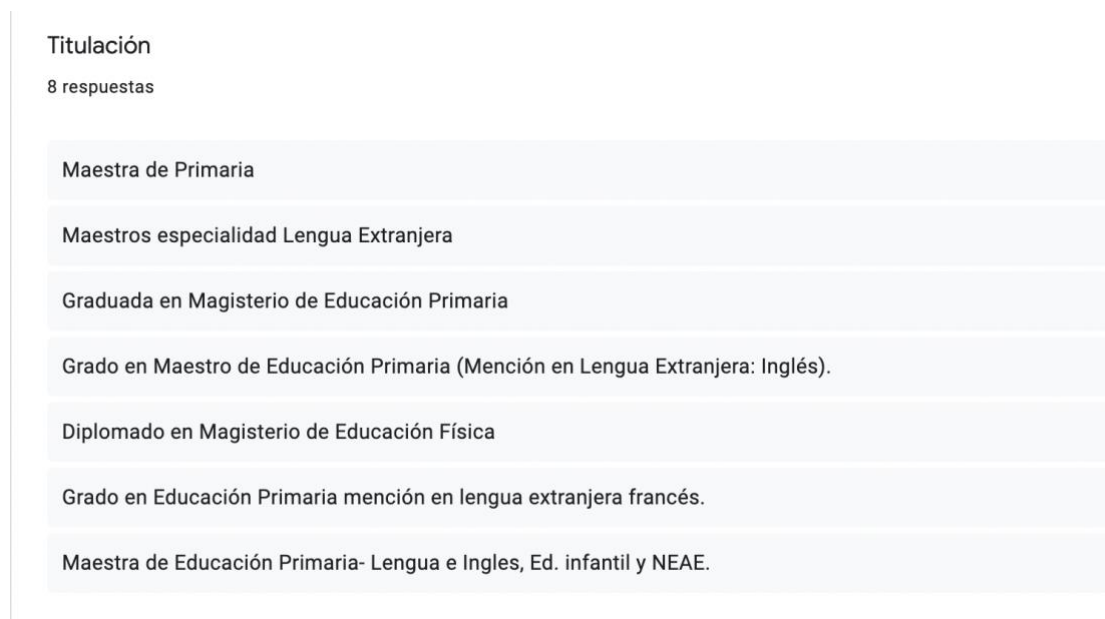 Titulación
8 respuestas
Maestra de Primaria
Maestros especialidad Lengua Extranjera
Graduada en Magisterio de Educación Primaria
Grado en Maestro de Educación Primaria (Mención en Lengua Extranjera: Inglés).
Diplomado en Magisterio de Educación Física
Grado en Educación Primaria mención en lengua extranjera francés.
Maestra de Educación Primaria- Lengua e Ingles, Ed. infantil y NEAE.